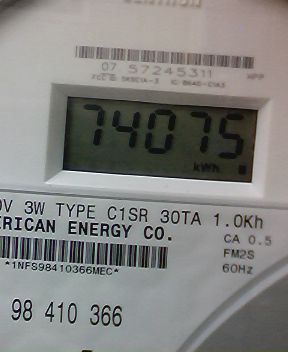 07 57245311
74075
kWh
V 3W TYPE C1SR 30TA 1.0Kh
ERICAN ENERGY CO.
CA 0.5
FM2S
60Hz
*1NFS98410366MEC*
98 410 366